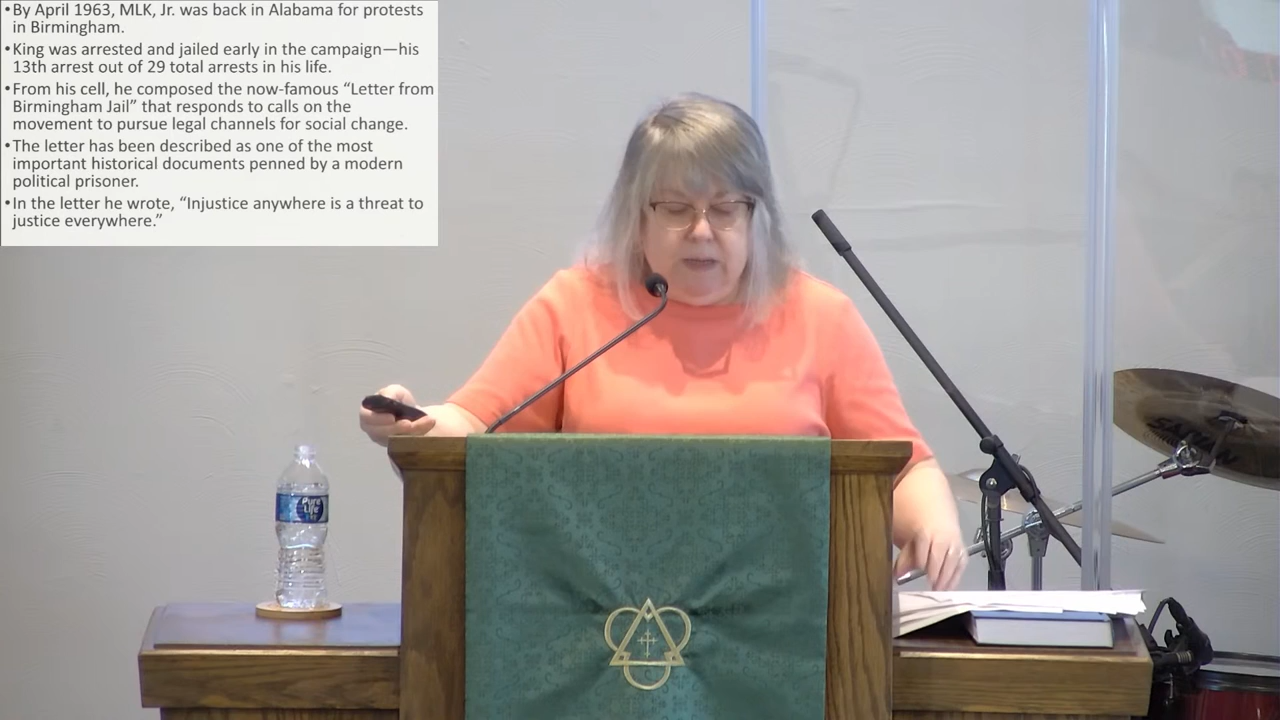 •By April 1963, MLK, Jr. was back in Alabama for protests
in Birmingham.
•King was arrested and jailed early in the campaign—his
13th arrest out of 29 total arrests in his life.
•From his cell, he composed the now-famous “Letter from
Birmingham Jail” that responds to calls on the
movement to pursue legal channels for social change.
•The letter has been described as one of the most
important historical documents penned by a modern
political prisoner.
•In the letter he wrote, “Injustice anywhere is a threat to
justice everywhere.”
Pure
Life